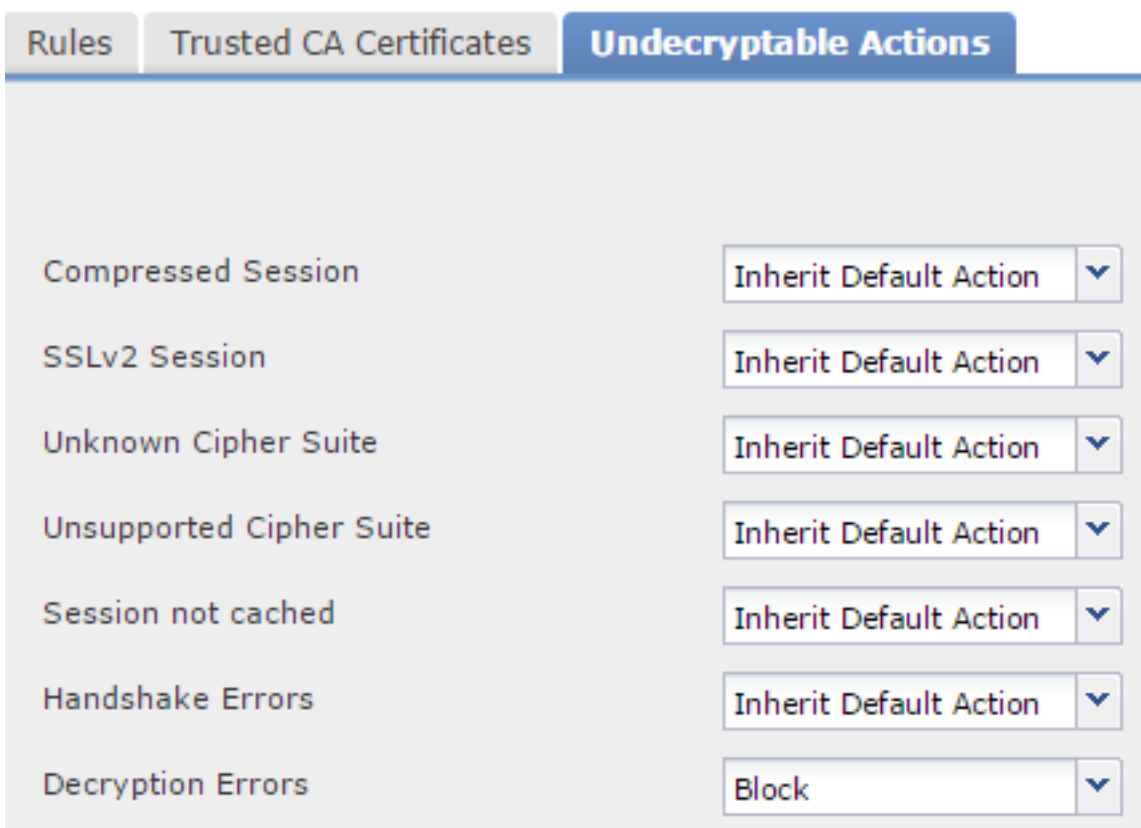 Rules Trusted CA Certificates Undecryptable Actions
Compressed Session Inherit Default Action
SSLv2 Session Inherit Default Action
Unknown Cipher Suite Inherit Default Action
Unsupported Cipher Suite Inherit Default Action
Session not cached Inherit Default Action
Handshake Errors Inherit Default Action
Decryption Errors Block